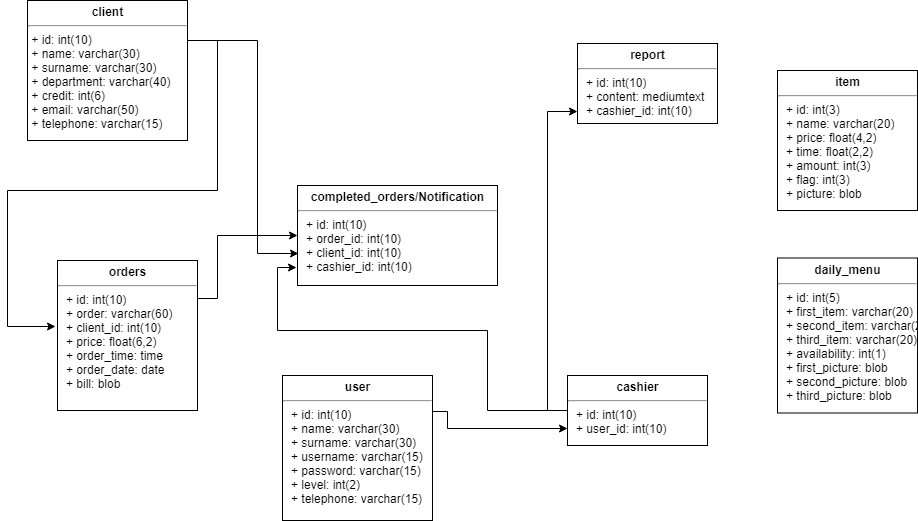 client
+ id: int(10)
+ name: varchar(30)
+ surname: varchar(30)
+ department: varchar(40)
+ credit: int(6)
+ email: varchar(50)
+ telephone: varchar(15)
report
+ id: int(10)
+ content: mediumtext
+ cashier_id: int(10)
item
+ id: int(3)
+ name: varchar(20)
+ price: float(4,2)
+ time: float(2,2)
+ amount: int(3)
+ flag: int(3)
+ picture: blob
completed_orders/Notification
+ id: int(10)
+ order_id: int(10)
+ client_id: int(10)
+ cashier_id: int(10)
orders
+ id: int(10)
+ order: varchar(60)
+ client_id: int(10)
+ price: float(6,2)
+ order_time: time
+ order_date: date
+ bill: blob
daily_menu
+ id: int(5)
+ first_item: varchar(20)
+ second_item: varchar(
+ third_item: varchar(20)
+ availability: int(1)
+ first_picture: blob
+ second_picture: blob
+ third_picture: blob
user
+ id: int(10)
+ name: varchar(30)
+ surname: varchar(30)
+ username: varchar(15)
+ password: varchar(15)
+ level: int(2)
+ telephone: varchar(15)
cashier
+ id: int(10)
+ user_id: int(10)